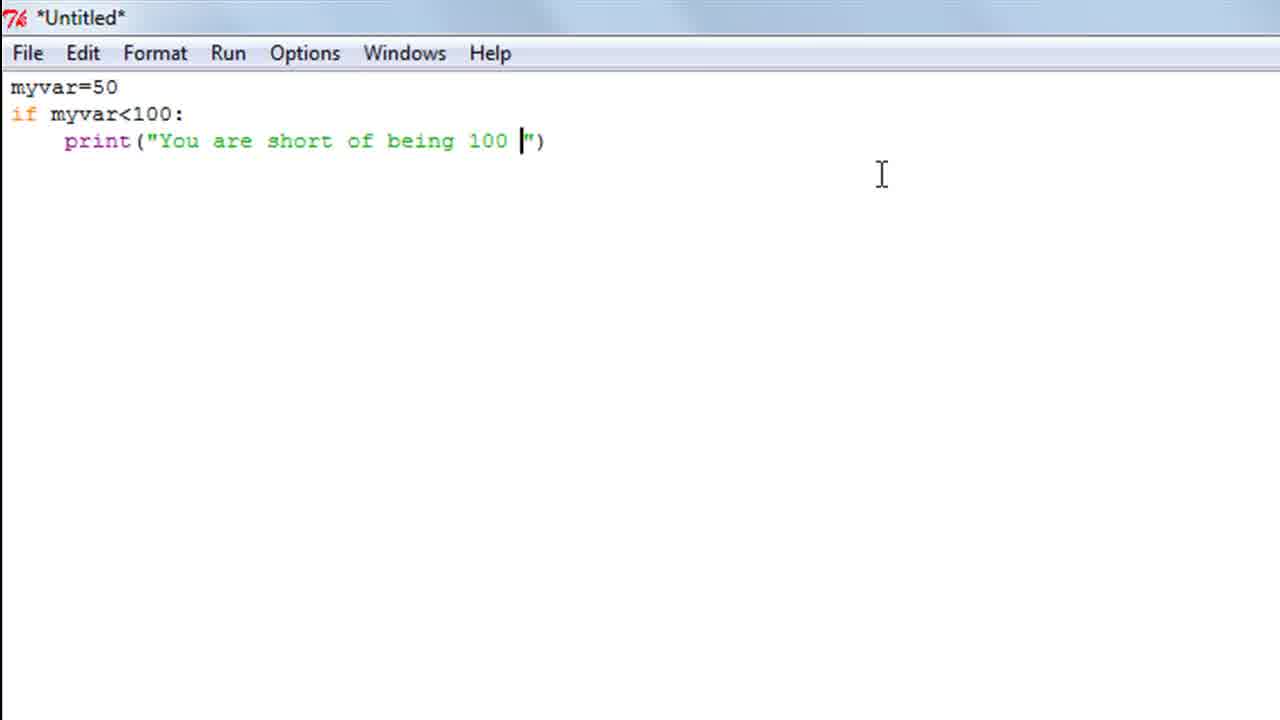 *Untitled*
File Edit Format Run Options Windows Help
myvar=50
if myvar<100:
    print("You are short of being 100 ")